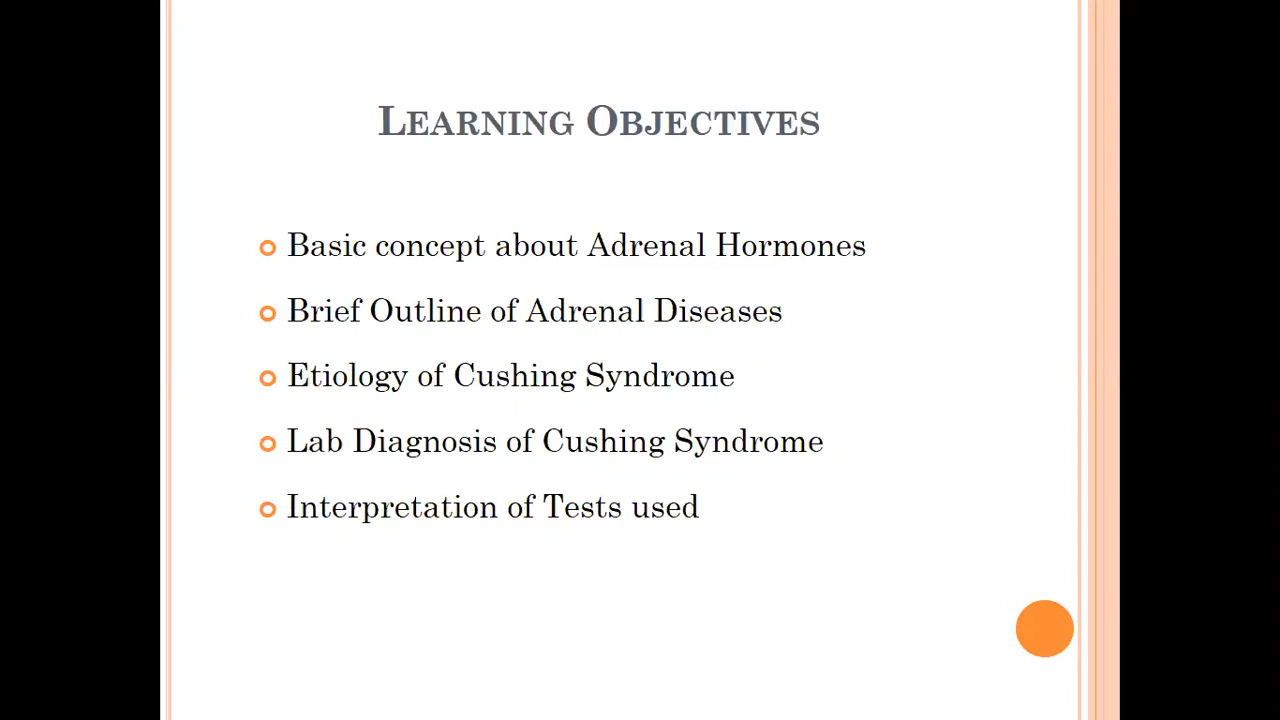 LEARNING OBJECTIVES
Basic concept about Adrenal Hormones
Brief Outline of Adrenal Diseases
Etiology of Cushing Syndrome
Lab Diagnosis of Cushing Syndrome
Interpretation of Tests used